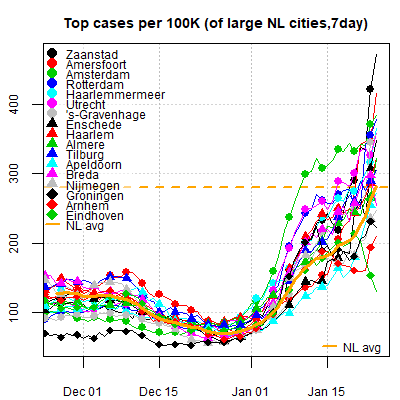 Top cases per 100K (of large NL cities,7day)
Zaanstad
Amersfoort
Amsterdam
Rotterdam
Haarlemmermeer
Utrecht
's-Gravenhage
Enschede
Haarlem
Almere
Tilburg
Apeldoorn
Breda
Nijmegen
Groningen
Arnhem
Eindhoven
NL avg
400
300
200
100
NL avg
Dec 01
Dec 15
Jan 01
Jan 15